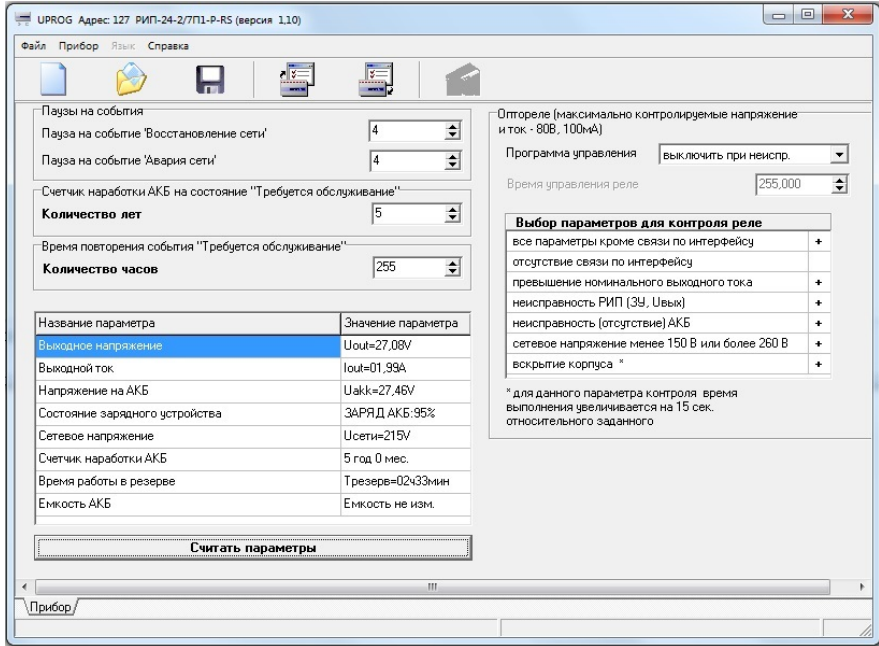 UPROG Адрес: 127 РИП-24-2/7П1-Р-RS (версия 1,10)
Файл Прибор Язык Справка
Паузы на события
Пауза на событие 'Восстановление сети' 4
Пауза на событие 'Авария сети' 4
Счетчик наработки АКБ на состояние "Требуется обслуживание"
Количество лет 5
Время повторения события "Требуется обслуживание"
Количество часов 255
Название параметра Значение параметра
Выходное напряжение Uout=27,08V
Выходной ток Iout=01,99A
Напряжение на АКБ Uakk=27,46V
Состояние зарядного устройства ЗАРЯД АКБ:95%
Сетевое напряжение Uсети=215V
Счетчик наработки АКБ 5 год 0 мес.
Время работы в резерве Tрезерв=02ч33мин
Емкость АКБ Емкость не изм.
Считать параметры
Оптореле (максимально контролируемые напряжение
и ток - 80В, 100мА)
Программа управления выключить при неиспр.
Время управления реле 255,000
Выбор параметров для контроля реле
все параметры кроме связи по интерфейсу +
отсутствие связи по интерфейсу
превышение номинального выходного тока +
неисправность РИП (ЗУ, Uвых) +
неисправность (отсутствие) АКБ +
сетевое напряжение менее 150 В или более 260 В +
вскрытие корпуса * +
* для данного параметра контроля время
выполнения увеличивается на 15 сек.
относительного заданного
Прибор